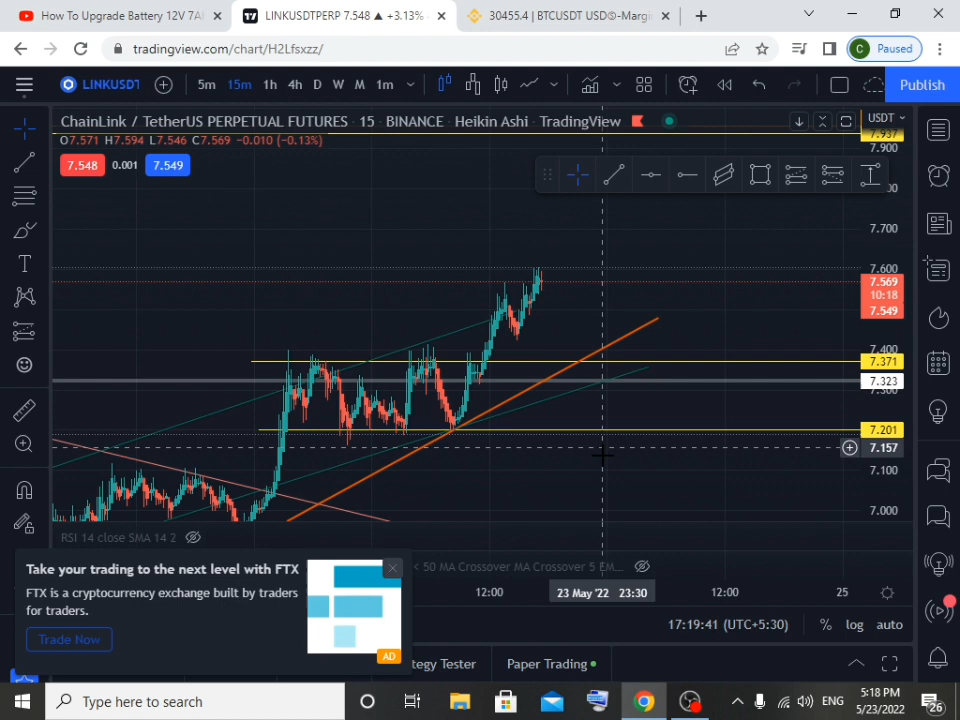 How To Upgrade Battery 12V 7A
LINKUSDTPERP 7.548 ▲ +3.13%
30455.4 | BTCUSDT USDⓈ-Margi
tradingview.com/chart/H2Lfsxzz/
C Paused
LINKUSDT 5m 15m 1h 4h D W M 1m Publish
ChainLink / TetherUS PERPETUAL FUTURES · 15 · BINANCE · Heikin Ashi · TradingView
USDT
O7.571 H7.594 L7.546 C7.569 −0.010 (−0.13%)
7.937
7.900
7.548 0.001 7.549
7.700
7.600
7.569
10:18
7.549
7.400
7.371
7.323
7.300
7.201
7.157
7.100
7.000
RSI 14 close SMA 14 2
50 MA Crossover MA Crossover 5 EM...
12:00 23 May '22 23:30 12:00 25
Take your trading to the next level with FTX
FTX is a cryptocurrency exchange built by traders
for traders.
Trade Now
AD
17:19:41 (UTC+5:30) % log auto
tegy Tester Paper Trading
Type here to search
ENG
5:18 PM
5/23/2022
26